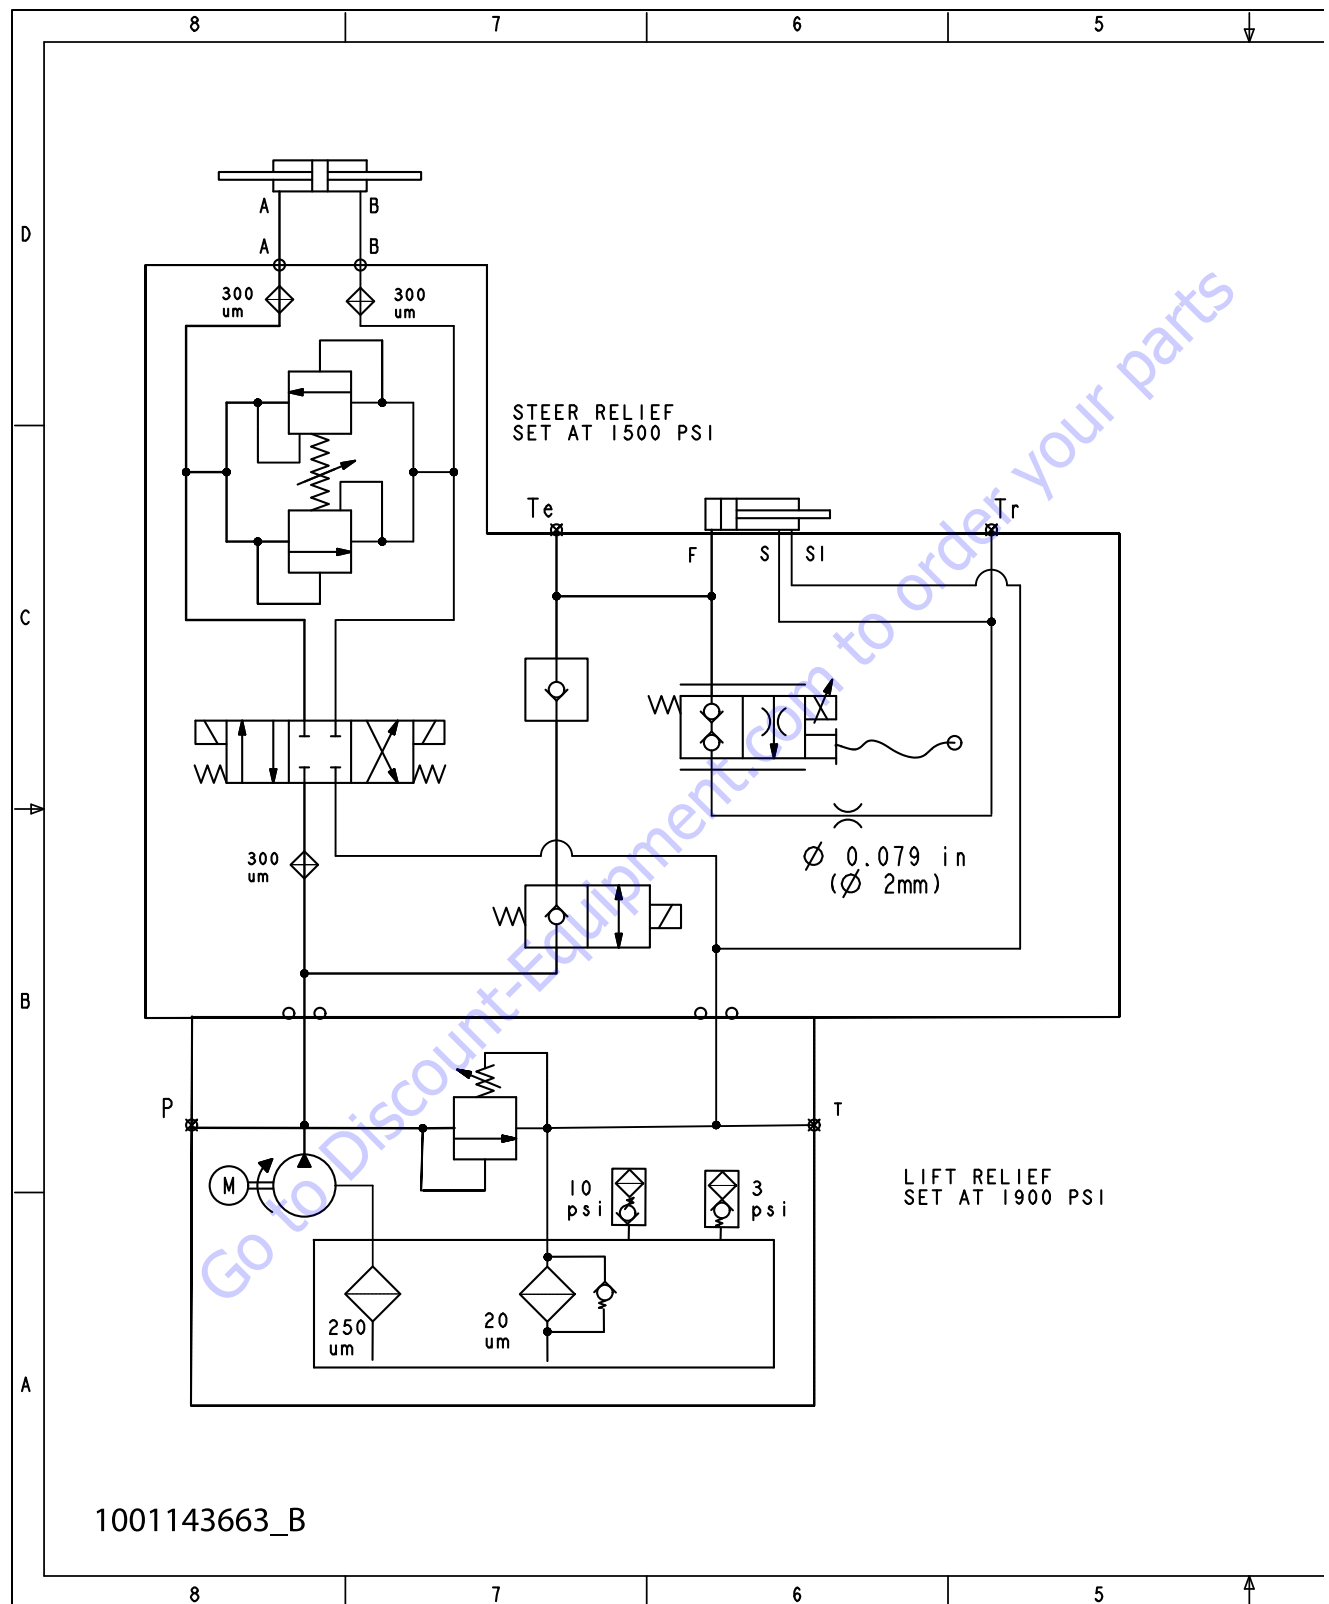 8 7 6 5
A B
D
A B
300
um
300
um
STEER RELIEF
SET AT 1500 PSI
Te
Tr
F S S1
C
300
um
Ø 0.079 in
(Ø 2mm)
B
P
T
M
10
psi
3
psi
LIFT RELIEF
SET AT 1900 PSI
250
um
20
um
A
Go to Discount-Equipment.com to order your parts
1001143663_B
8 7 6 5